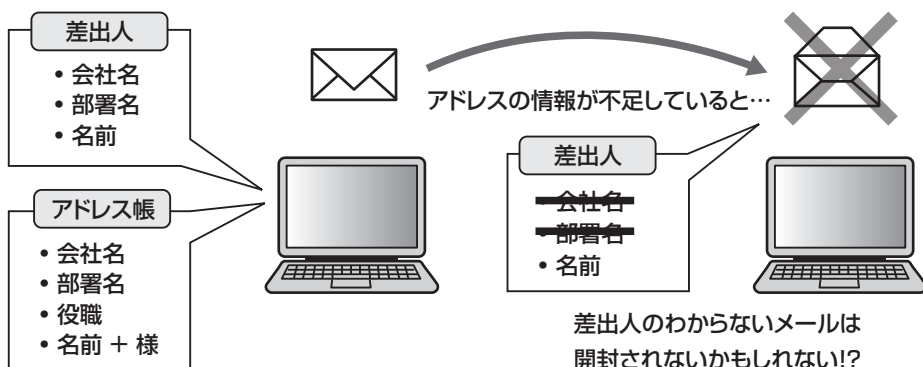 差出人
• 会社名
• 部署名
• 名前
アドレス帳
• 会社名
• 部署名
• 役職
• 名前 + 様
アドレスの情報が不足していると…
差出人
• 会社名
• 部署名
• 名前
差出人のわからないメールは
開封されないかもしれない!?